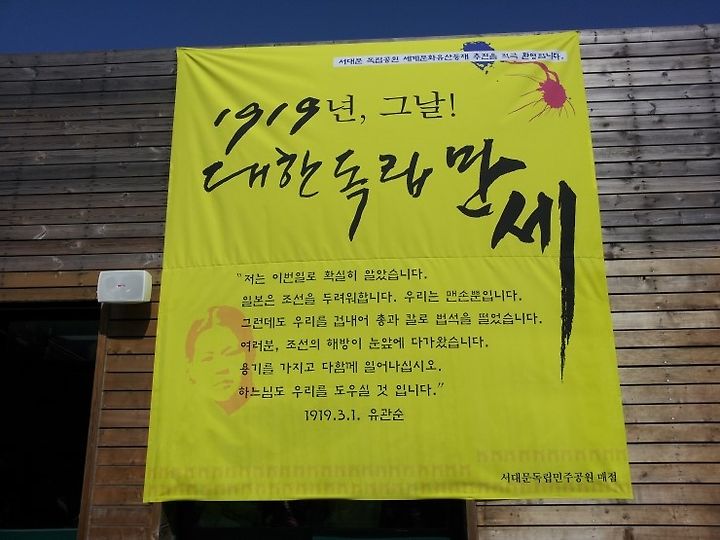 서대문 독립공원 세계문화유산등재 추진을 적극 환영합니다.
1919년, 그날!
대한독립만세
"저는 이번일로 확실히 알았습니다.
일본은 조선을 두려워합니다. 우리는 맨손뿐입니다.
그런데도 우리를 겁내어 총과 칼로 법석을 떨었습니다.
여러분, 조선의 해방이 눈앞에 다가왔습니다.
용기를 가지고 다함께 일어나십시오.
하느님도 우리를 도우실 것 입니다."
1919.3.1. 유관순
서대문독립민주공원 매점